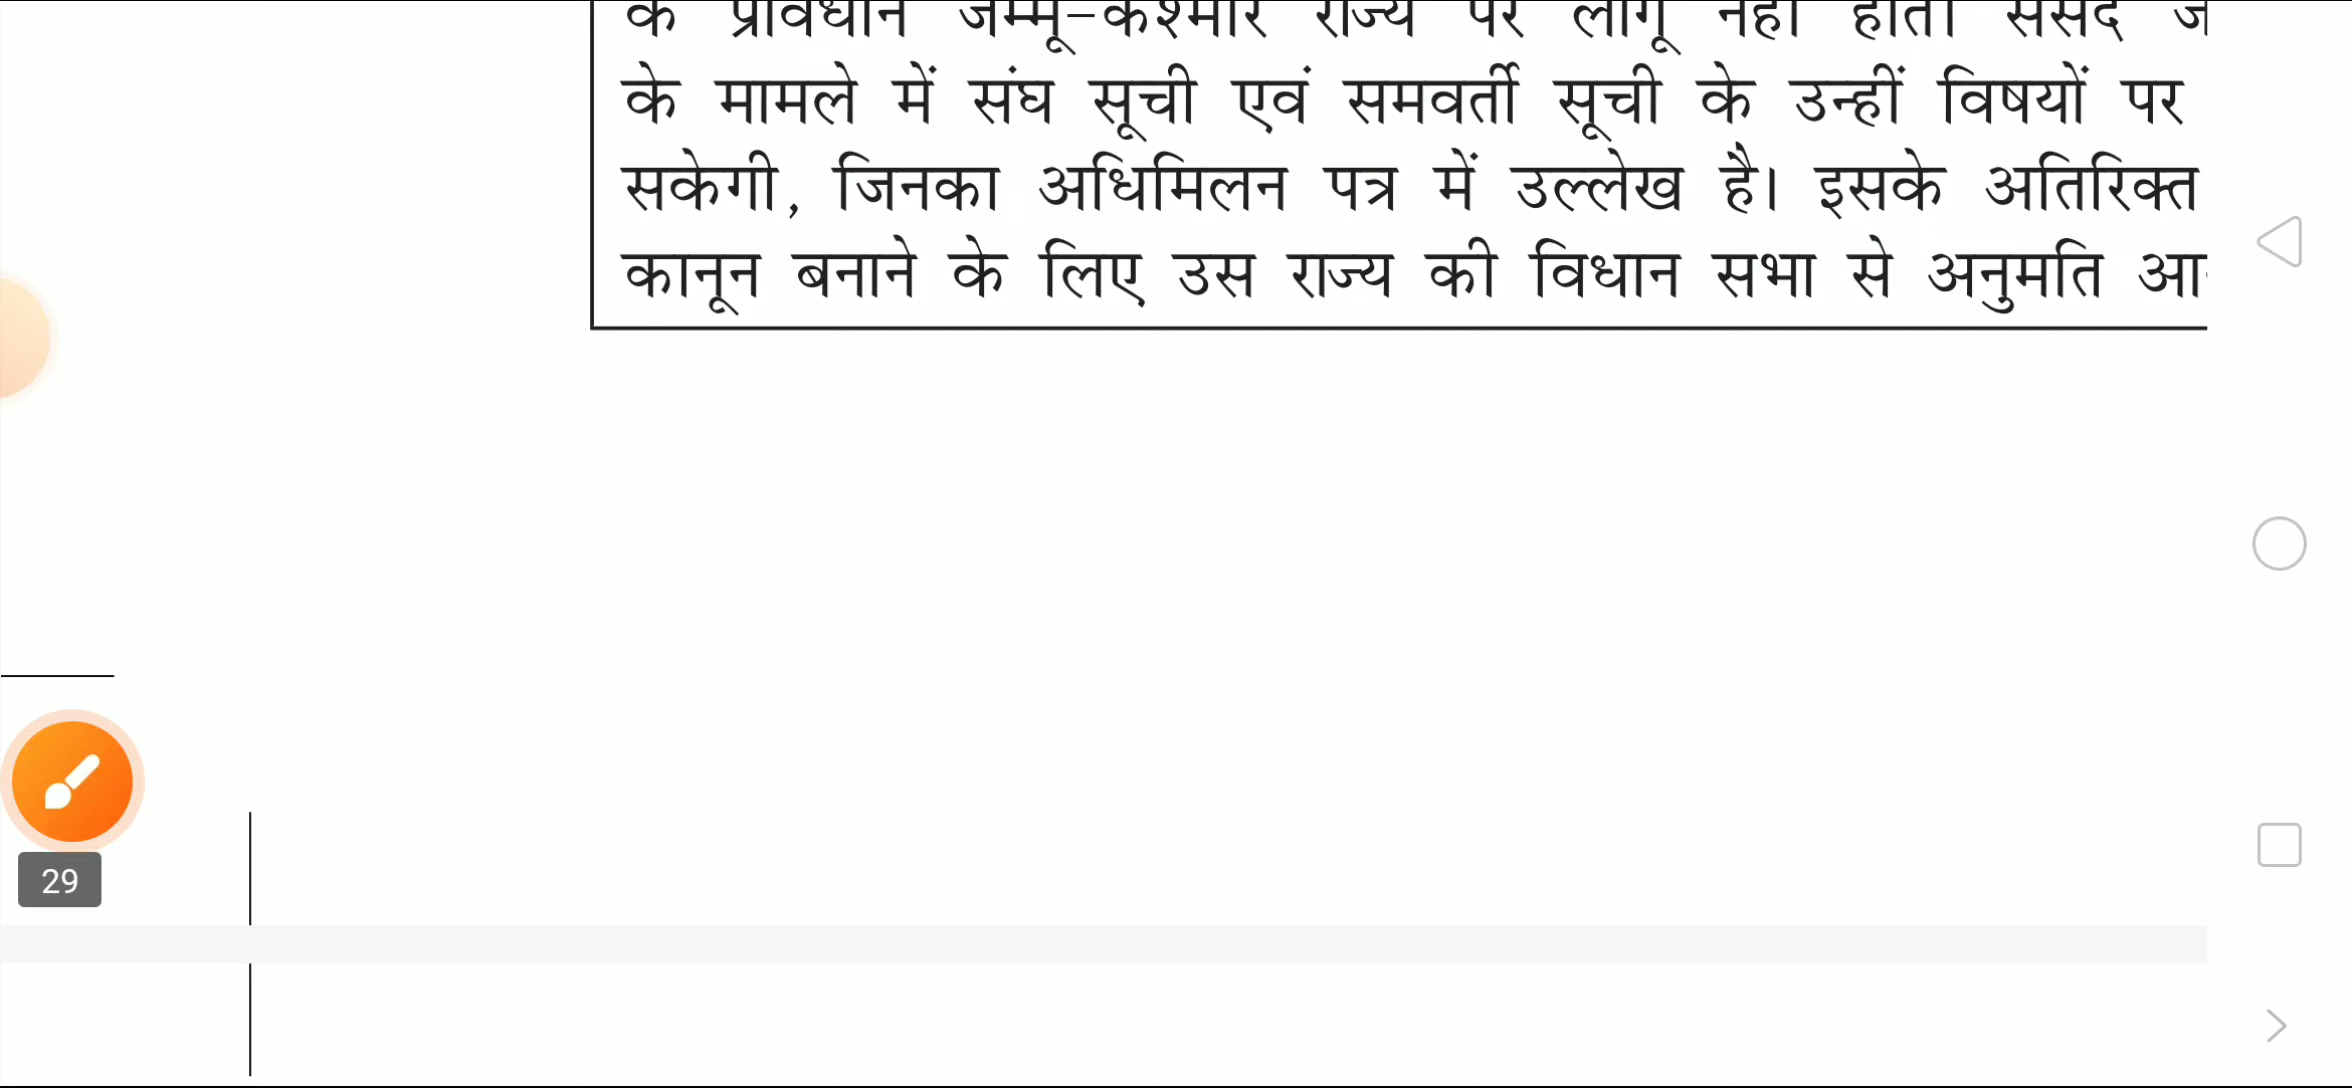 के प्रावधान जम्मू-कश्मीर राज्य पर लागू नहीं होता। संसद
के मामले में संघ सूची एवं समवर्ती सूची के उन्हीं विषयों पर
सकेगी, जिनका अधिमिलन पत्र में उल्लेख है। इसके अतिरिक्त
कानून बनाने के लिए उस राज्य की विधान सभा से अनुमति
29